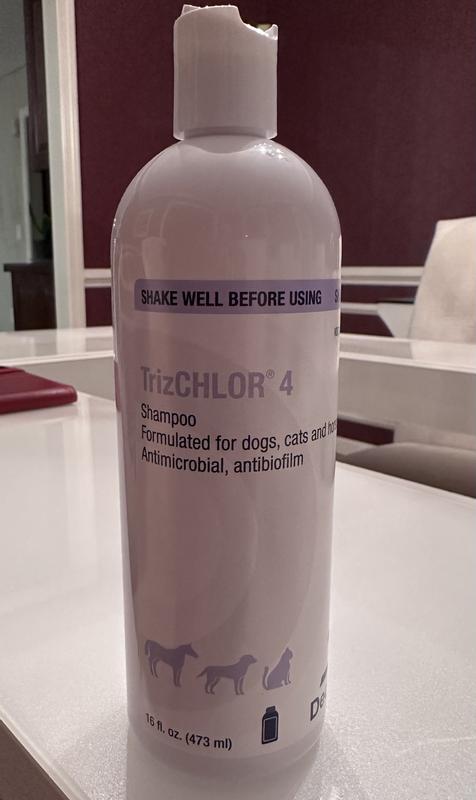 SHAKE WELL BEFORE USING
TrizCHLOR® 4
Shampoo
Formulated for dogs, cats and
Antimicrobial, antibiofilm
16 fl. oz. (473 ml)